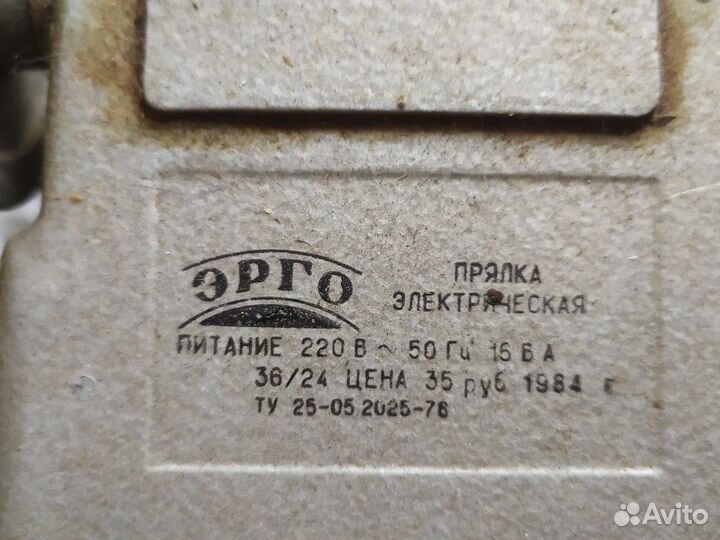 ЭРГО
ПРЯЛКА
ЭЛЕКТРИЧЕСКАЯ
ПИТАНИЕ 220 В ~ 50 Гц 15 В А
36/24 ЦЕНА 35 руб 1984 г
ТУ 25-05.2025-76
Avito